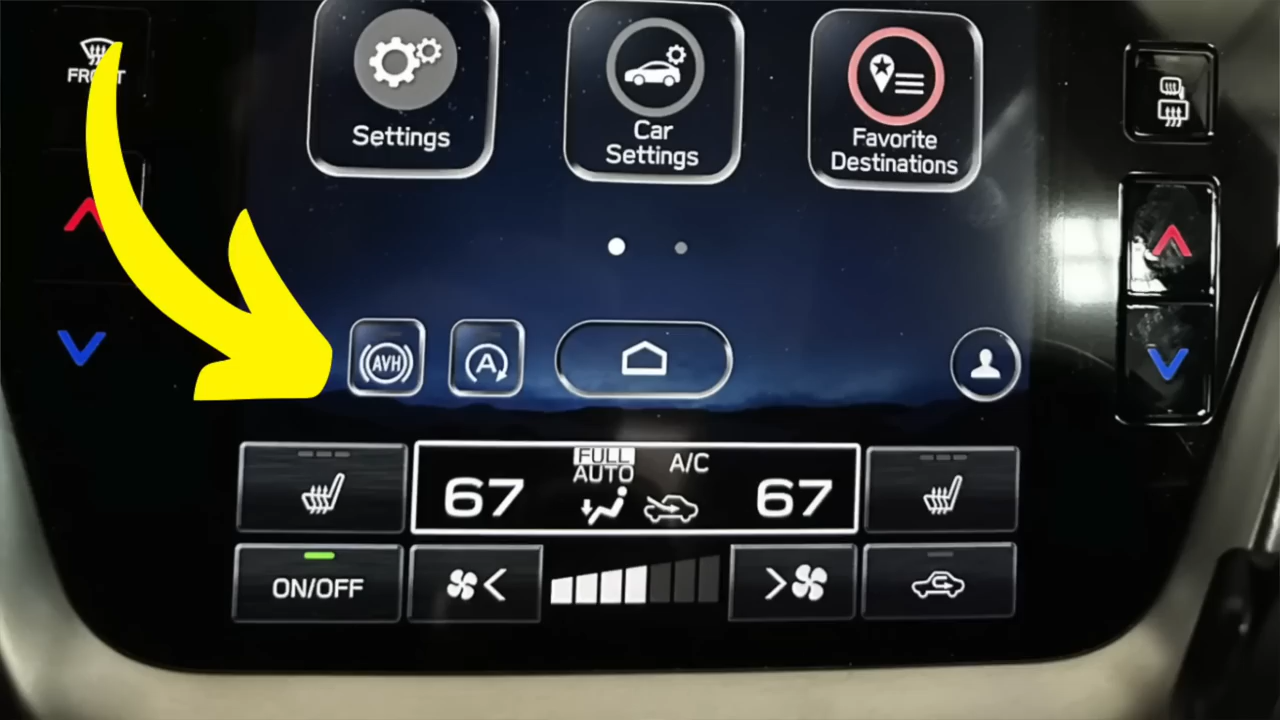 FRONT
Settings
Car
Settings
Favorite
Destinations
AVH
A
FULL
AUTO
A/C
67
67
ON/OFF